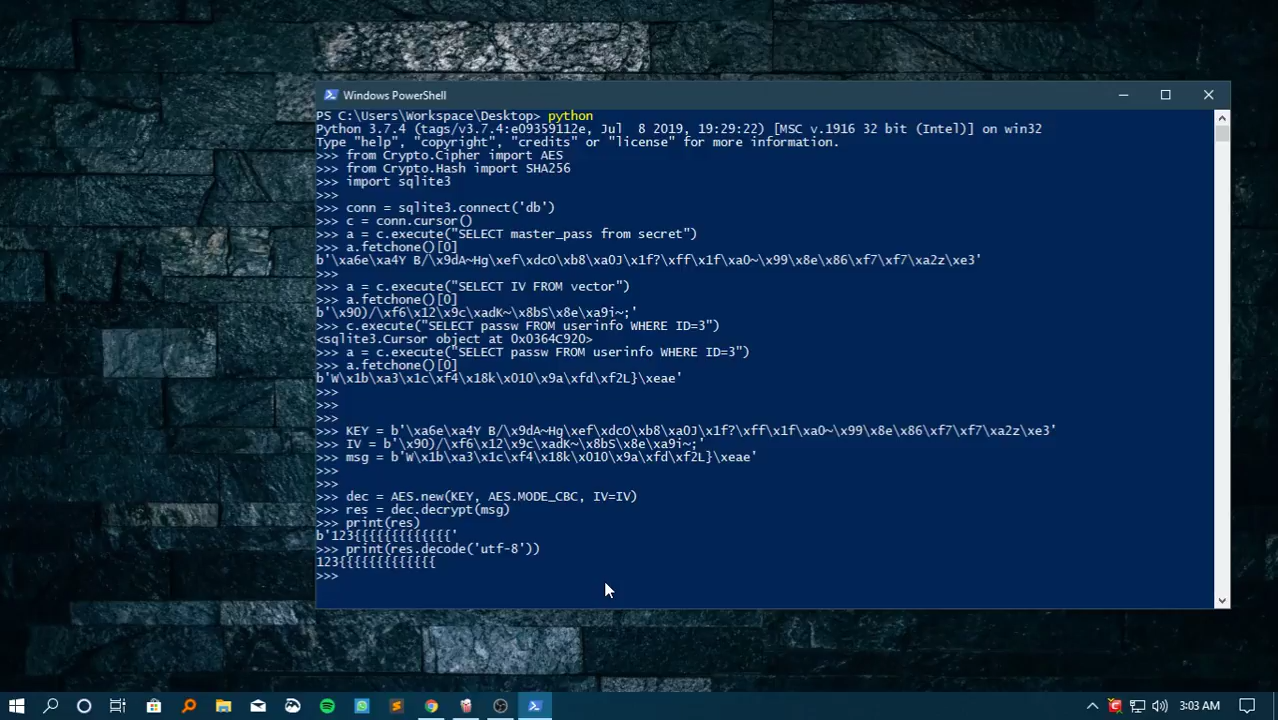 Windows PowerShell
PS C:\Users\Workspace\Desktop> python
Python 3.7.4 (tags/v3.7.4:e09359112e, Jul  8 2019, 19:29:22) [MSC v.1916 32 bit (Intel)] on win32
Type "help", "copyright", "credits" or "license" for more information.
>>> from Crypto.Cipher import AES
>>> from Crypto.Hash import SHA256
>>> import sqlite3
>>>
>>> conn = sqlite3.connect('db')
>>> c = conn.cursor()
>>> a = c.execute("SELECT master_pass from secret")
>>> a.fetchone()[0]
b'\xa6e\xa4Y B/\x9dA~Hg\xef\xdcO\xb8\xa0J\x1f?\xff\x1f\xa0~\x99\x8e\x86\xf7\xf7\xa2z\xe3'
>>>
>>> a = c.execute("SELECT IV FROM vector")
>>> a.fetchone()[0]
b'\x90)/\xf6\x12\x9c\xadK~\x8bS\x8e\xa9i~;'
>>> c.execute("SELECT passw FROM userinfo WHERE ID=3")
<sqlite3.Cursor object at 0x0364C920>
>>> a = c.execute("SELECT passw FROM userinfo WHERE ID=3")
>>> a.fetchone()[0]
b'W\x1b\xa3\x1c\xf4\x18k\x010\x9a\xfd\xf2L}\xeae'
>>>
>>>
>>>
>>> KEY = b'\xa6e\xa4Y B/\x9dA~Hg\xef\xdcO\xb8\xa0J\x1f?\xff\x1f\xa0~\x99\x8e\x86\xf7\xf7\xa2z\xe3'
>>> IV = b'\x90)/\xf6\x12\x9c\xadK~\x8bS\x8e\xa9i~;'
>>> msg = b'W\x1b\xa3\x1c\xf4\x18k\x010\x9a\xfd\xf2L}\xeae'
>>>
>>>
>>> dec = AES.new(KEY, AES.MODE_CBC, IV=IV)
>>> res = dec.decrypt(msg)
>>> print(res)
b'123{{{{{{{{{{{{{'
>>> print(res.decode('utf-8'))
123{{{{{{{{{{{{{
>>>
3:03 AM